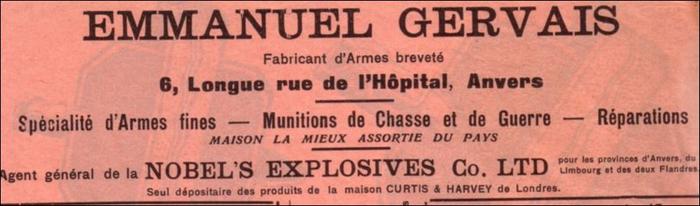 EMMANUEL GERVAIS
Fabricant d'Armes breveté
6, Longue rue de l'Hôpital, Anvers
Spécialité d'Armes fines — Munitions de Chasse et de Guerre — Réparations
MAISON LA MIEUX ASSORTIE DU PAYS
Agent général de la NOBEL'S EXPLOSIVES Co. LTD pour les provinces d'Anvers, du
Limbourg et des deux Flandres
Seul dépositaire des produits de la maison CURTIS & HARVEY de Londres.